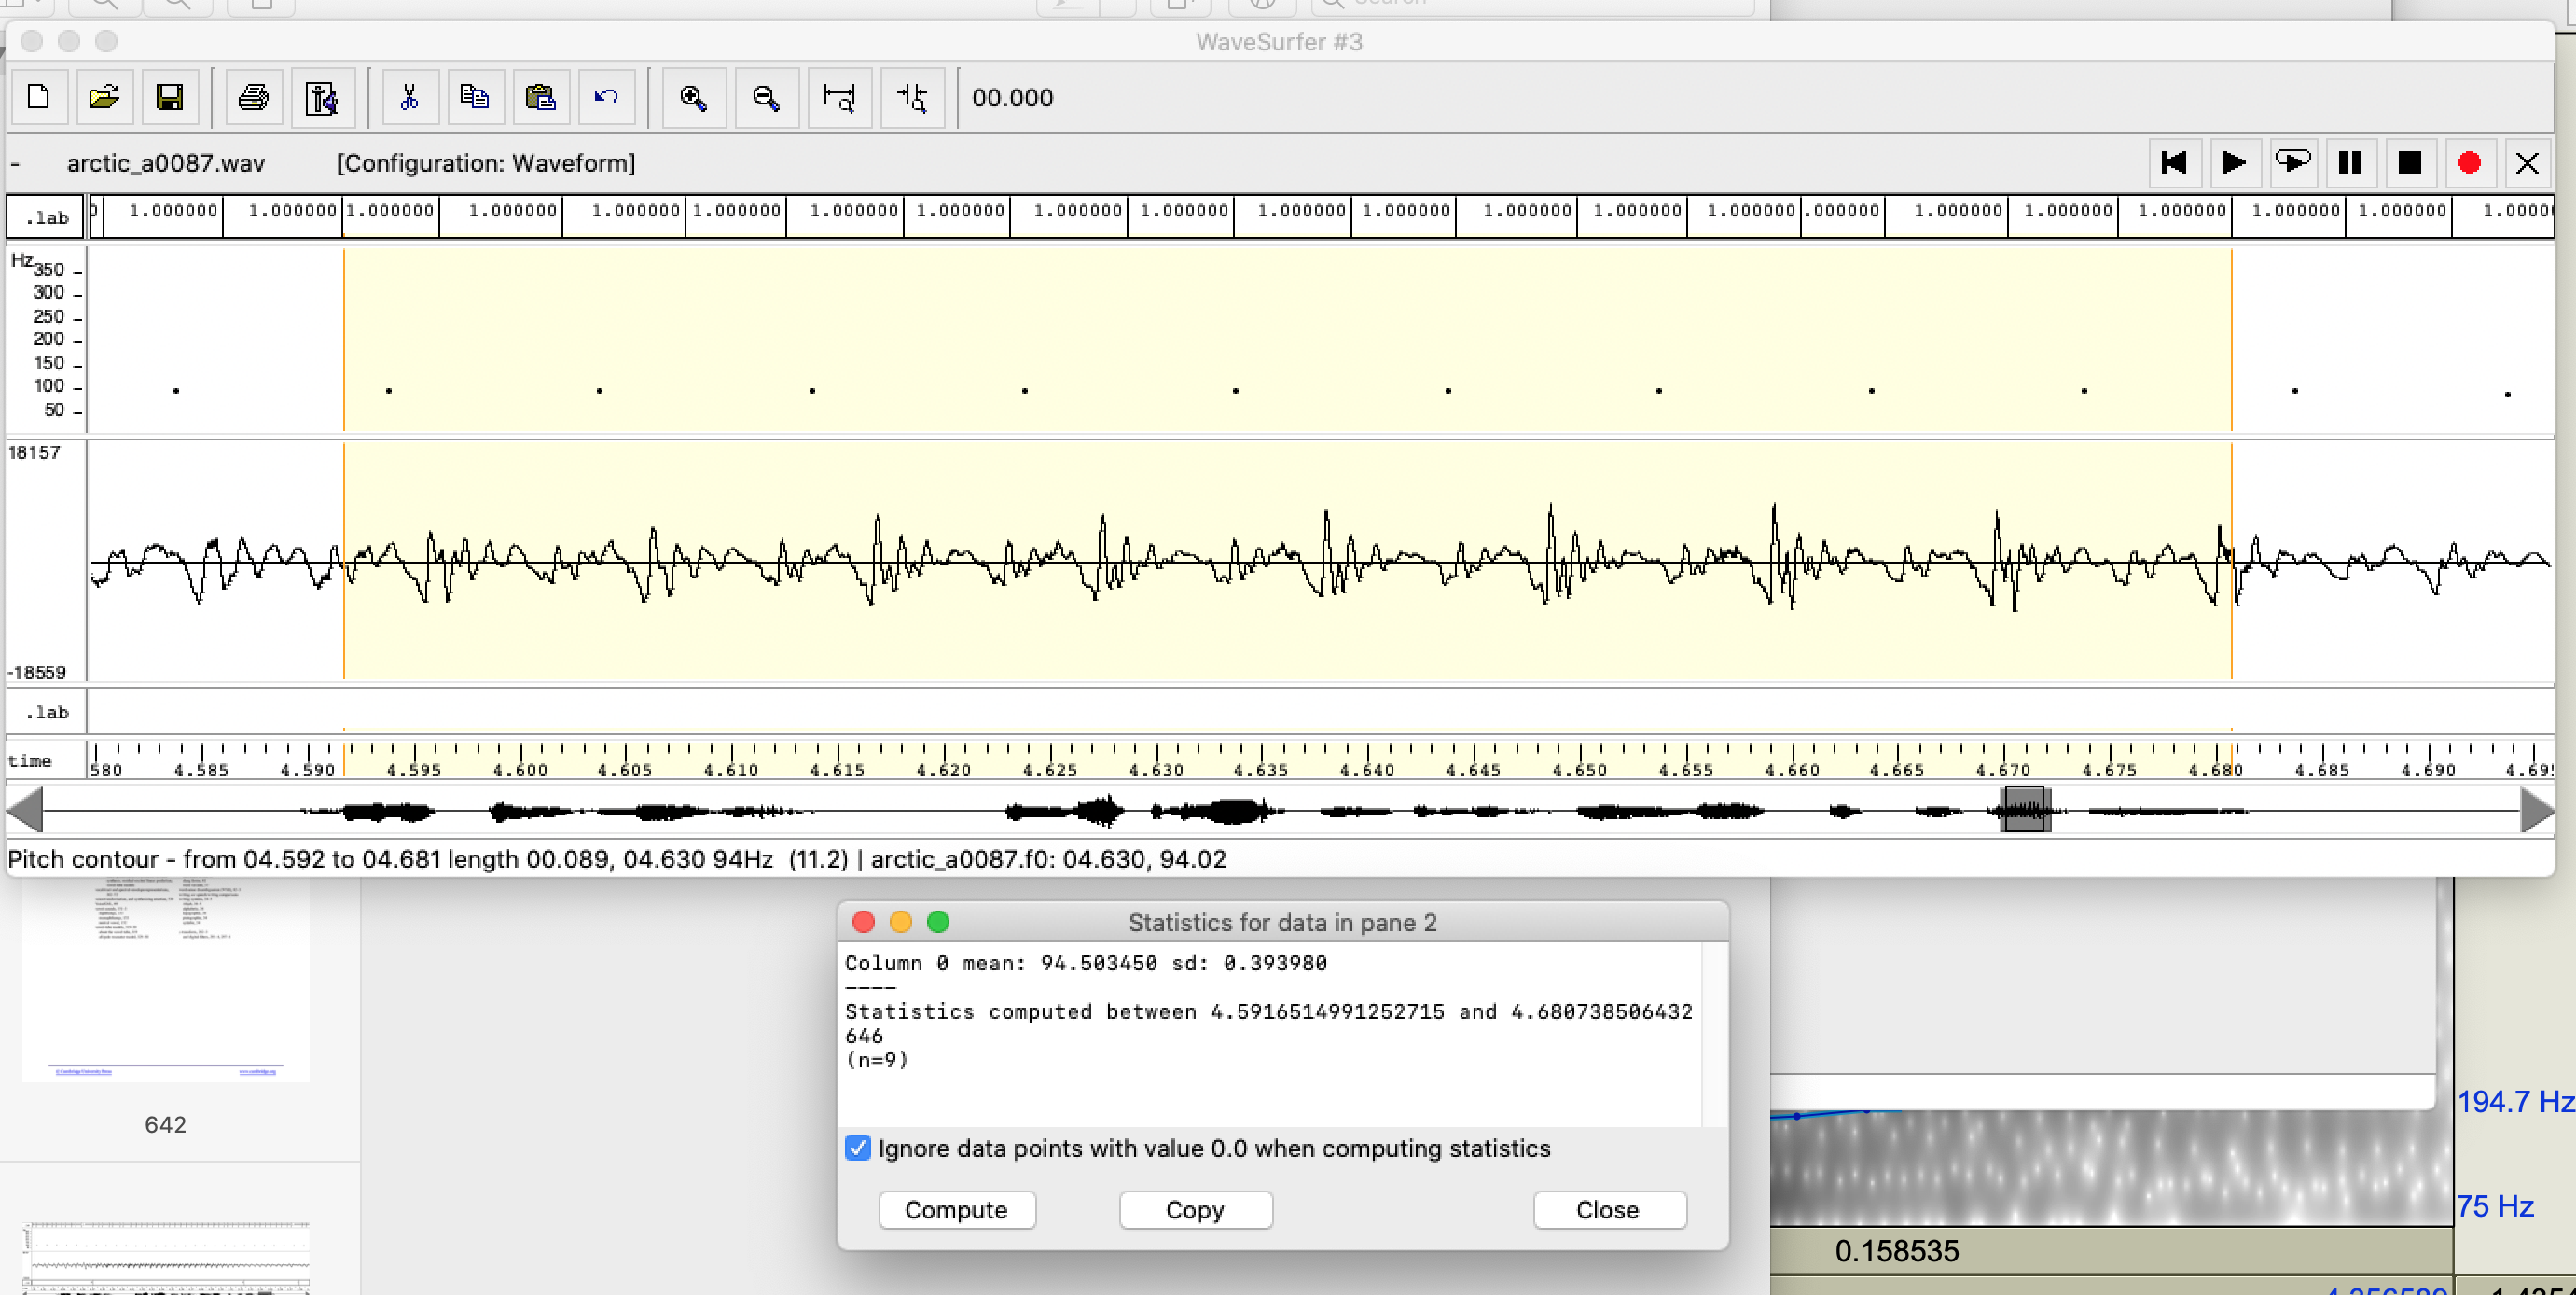 Search
WaveSurfer #3
00.000
- arctic_a0087.wav [Configuration: Waveform]
.lab 1.000000 1.000000 1.000000 1.000000 1.000000 1.000000 1.000000 1.000000 1.000000 1.000000 1.000000 1.000000 1.000000 1.000000 1.000000 .000000 1.000000 1.000000 1.000000 1.000000 1.000000 1.0000
Hz
350
300
250
200
150
100
50
18157
-18559
.lab
time 580 4.585 4.590 4.595 4.600 4.605 4.610 4.615 4.620 4.625 4.630 4.635 4.640 4.645 4.650 4.655 4.660 4.665 4.670 4.675 4.680 4.685 4.690 4.69
Pitch contour - from 04.592 to 04.681 length 00.089, 04.630 94Hz (11.2) | arctic_a0087.f0: 04.630, 94.02
Statistics for data in pane 2
Column 0 mean: 94.503450 sd: 0.393980
----
Statistics computed between 4.5916514991252715 and 4.680738506432
646
(n=9)
Ignore data points with value 0.0 when computing statistics
Compute Copy Close
642
194.7 Hz
75 Hz
0.158535